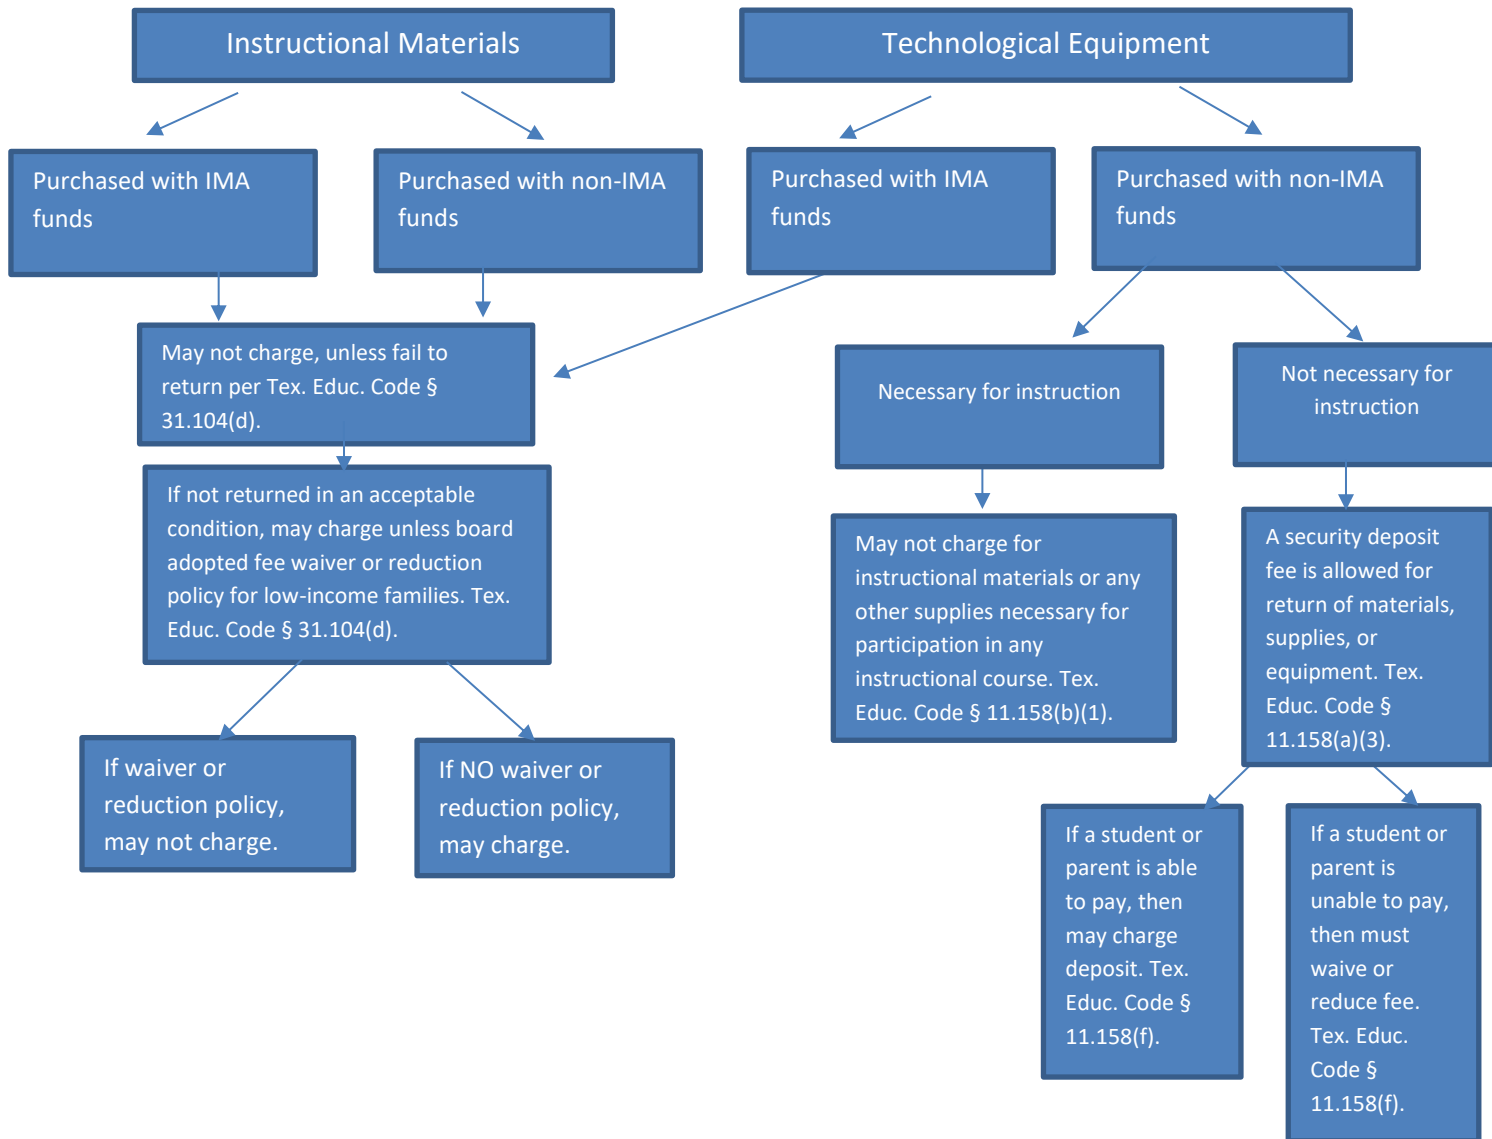 Instructional Materials
Technological Equipment
Purchased with IMA
funds
Purchased with non-IMA
funds
Purchased with IMA
funds
Purchased with non-IMA
funds
May not charge, unless fail to
return per Tex. Educ. Code §
31.104(d).
Necessary for instruction
Not necessary for
instruction
If not returned in an acceptable
condition, may charge unless board
adopted fee waiver or reduction
policy for low-income families. Tex.
Educ. Code § 31.104(d).
May not charge for
instructional materials or any
other supplies necessary for
participation in any
instructional course. Tex.
Educ. Code § 11.158(b)(1).
A security deposit
fee is allowed for
return of materials,
supplies, or
equipment. Tex.
Educ. Code §
11.158(a)(3).
If waiver or
reduction policy,
may not charge.
If NO waiver or
reduction policy,
may charge.
If a student or
parent is able
to pay, then
may charge
deposit. Tex.
Educ. Code §
11.158(f).
If a student or
parent is
unable to pay,
then must
waive or
reduce fee.
Tex. Educ.
Code §
11.158(f).